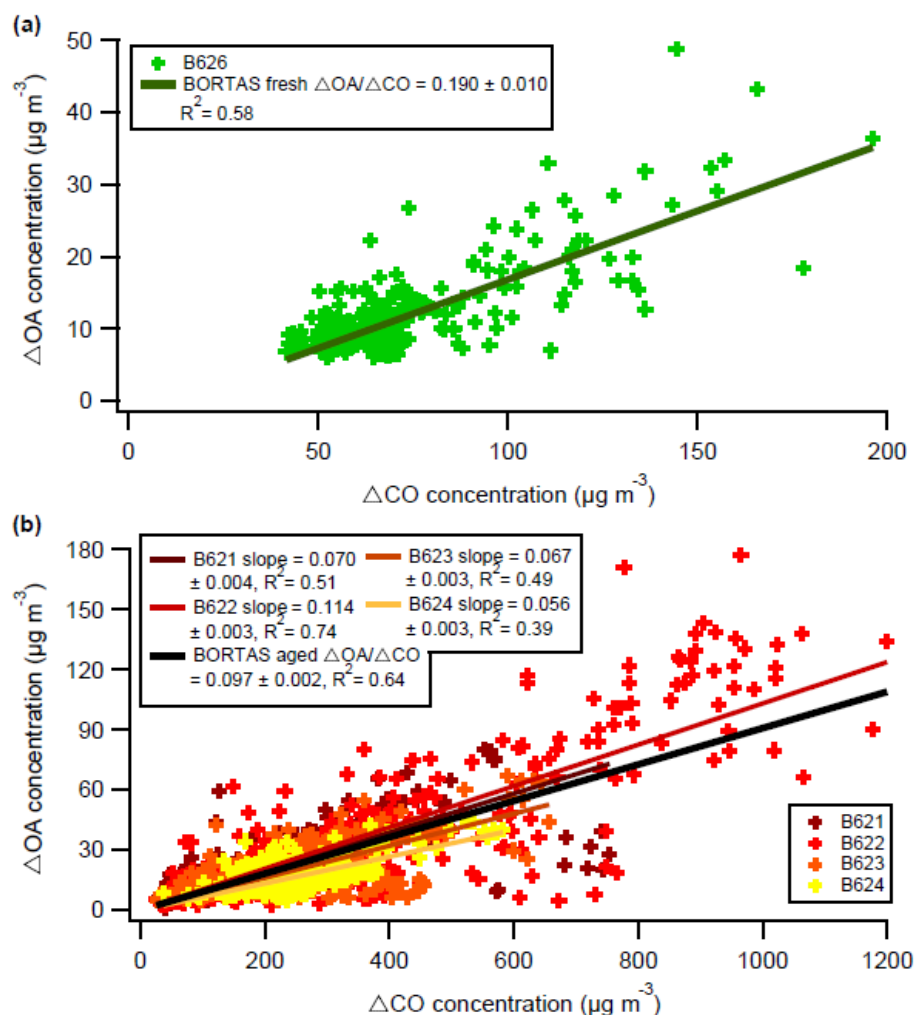 (a)
50
40
30
20
10
0
△OA concentration (µg m⁻³)
B626
BORTAS fresh △OA/△CO = 0.190 ± 0.010
R² = 0.58
0 50 100 150 200
△CO concentration (µg m⁻³)
(b)
180
150
120
90
60
30
0
△OA concentration (µg m⁻³)
B621 slope = 0.070
± 0.004, R² = 0.51
B623 slope = 0.067
± 0.003, R² = 0.49
B622 slope = 0.114
± 0.003, R² = 0.74
B624 slope = 0.056
± 0.003, R² = 0.39
BORTAS aged △OA/△CO
= 0.097 ± 0.002, R² = 0.64
B621
B622
B623
B624
0 200 400 600 800 1000 1200
△CO concentration (µg m⁻³)